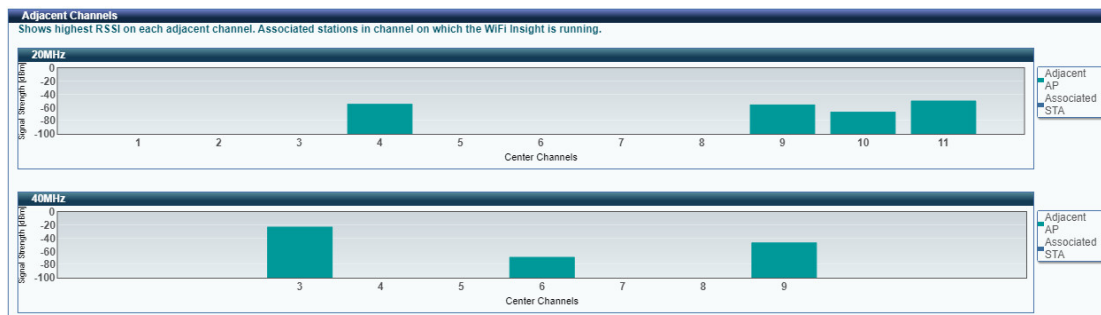 Adjacent Channels
Shows highest RSSI on each adjacent channel. Associated stations in channel on which the WiFi Insight is running.
20MHz
Signal Strength [dBm]
0
-20
-40
-60
-80
-100
1 2 3 4 5 6 7 8 9 10 11
Center Channels
Adjacent
AP
Associated
STA
40MHz
Signal Strength [dBm]
0
-20
-40
-60
-80
-100
3 4 5 6 7 8 9
Center Channels
Adjacent
AP
Associated
STA